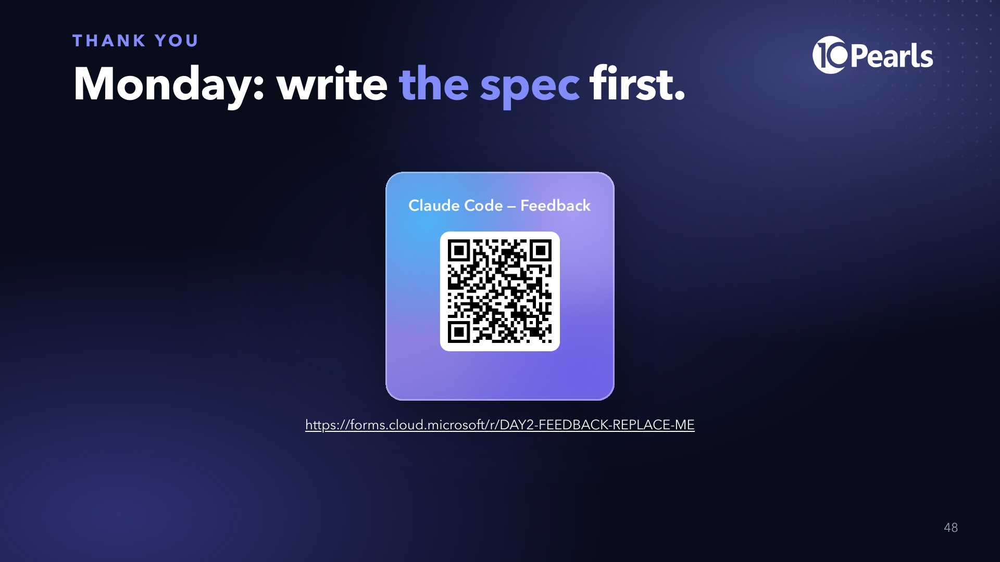 THANK YOU
Monday: write the spec first.
10Pearls
Claude Code – Feedback
https://forms.cloud.microsoft/r/DAY2-FEEDBACK-REPLACE-ME
48